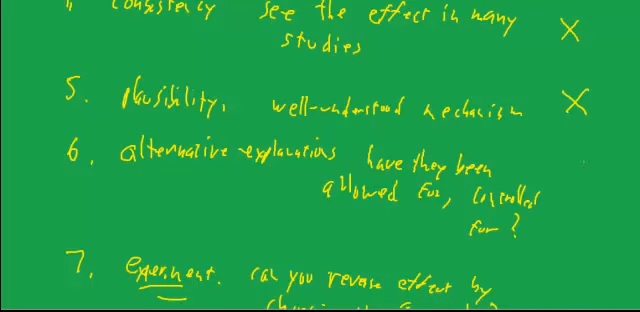 consistency see the effect in many X
studies
5. Plausibility. well-understood mechanism X
6. alternative explanations have they been
allowed for, controlled
for?
7. experiment. can you reverse effect by